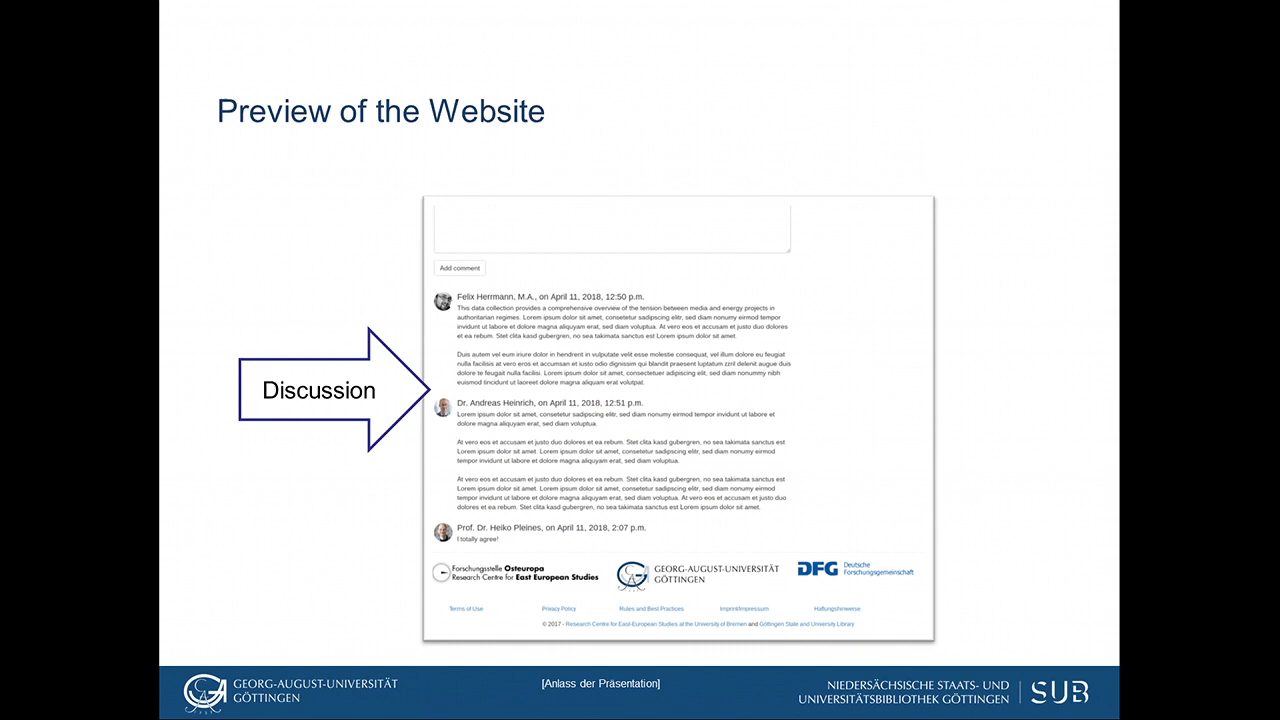 Preview of the Website
Add comment
Felix Herrmann, M.A., on April 11, 2018, 12:50 p.m.
This data collection provides a comprehensive overview of the tension between media and energy projects in
authoritarian regimes. Lorem ipsum dolor sit amet, consetetur sadipscing elitr, sed diam nonumy eirmod tempor
invidunt ut labore et dolore magna aliquyam erat, sed diam voluptua. At vero eos et accusam et justo duo dolores
et ea rebum. Stet clita kasd gubergren, no sea takimata sanctus est Lorem ipsum dolor sit amet.
Duis autem vel eum iriure dolor in hendrerit in vulputate velit esse molestie consequat, vel illum dolore eu feugiat
nulla facilisis at vero eros et accumsan et iusto odio dignissim qui blandit praesent luptatum zzril delenit augue duis
dolore te feugait nulla facilisi. Lorem ipsum dolor sit amet, consectetuer adipiscing elit, sed diam nonummy nibh
euismod tincidunt ut laoreet dolore magna aliquam erat volutpat.
Discussion
Dr. Andreas Heinrich, on April 11, 2018, 12:51 p.m.
Lorem ipsum dolor sit amet, consetetur sadipscing elitr, sed diam nonumy eirmod tempor invidunt ut labore et
dolore magna aliquyam erat, sed diam voluptua.
At vero eos et accusam et justo duo dolores et ea rebum. Stet clita kasd gubergren, no sea takimata sanctus est
Lorem ipsum dolor sit amet. Lorem ipsum dolor sit amet, consetetur sadipscing elitr, sed diam nonumy eirmod
tempor invidunt ut labore et dolore magna aliquyam erat, sed diam voluptua.
At vero eos et accusam et justo duo dolores et ea rebum. Stet clita kasd gubergren, no sea takimata sanctus est
Lorem ipsum dolor sit amet. Lorem ipsum dolor sit amet, consetetur sadipscing elitr, sed diam nonumy eirmod
tempor invidunt ut labore et dolore magna aliquyam erat, sed diam voluptua. At vero eos et accusam et justo duo
dolores et ea rebum. Stet clita kasd gubergren, no sea takimata sanctus est Lorem ipsum dolor sit amet.
Prof. Dr. Heiko Pleines, on April 11, 2018, 2:07 p.m.
I totally agree!
Forschungsstelle Osteuropa
Research Centre for East European Studies
GEORG-AUGUST-UNIVERSITÄT
GÖTTINGEN
DFG Deutsche
Forschungsgemeinschaft
Terms of Use Privacy Policy Rules and Best Practices Imprint/Impressum Haftungshinweise
© 2017 - Research Centre for East-European Studies at the University of Bremen and Göttingen State and University Library
GEORG-AUGUST-UNIVERSITÄT
GÖTTINGEN
[Anlass der Präsentation]
NIEDERSÄCHSISCHE STAATS- UND
UNIVERSITÄTSBIBLIOTHEK GÖTTINGEN
SUB